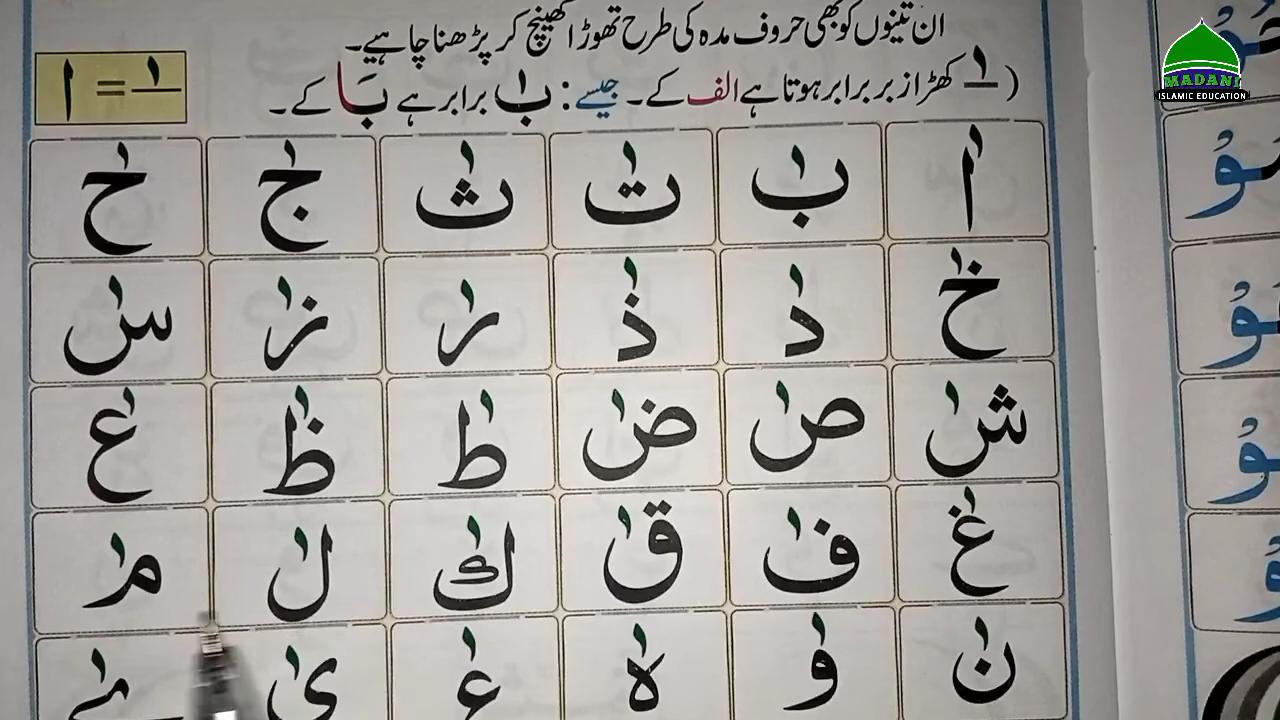 ان تینوں کو بھی حروف مدہ کی طرح تھوڑا کھینچ کر پڑھنا چاہیے۔
( ـٰ کھڑا زبر برابر ہوتا ہے الف کے۔ جیسے: بٰ برابر ہے بَا کے۔
ـٰ = ا
اٰ بٰ تٰ ثٰ جٰ حٰ
خٰ دٰ ذٰ رٰ زٰ سٰ
شٰ صٰ ضٰ طٰ ظٰ عٰ
غٰ فٰ قٰ كٰ لٰ مٰ
نٰ وٰ هٰ ءٰ یٰ ےٰ
MADANI
ISLAMIC EDUCATION